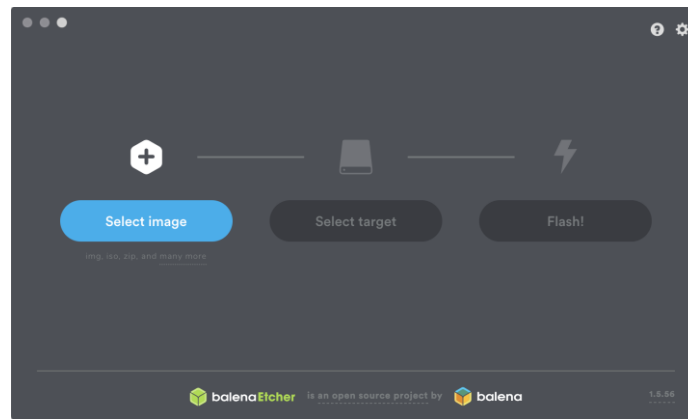 ?
Select image
Select target
Flash!
img, iso, zip, and many more
balenaEtcher is an open source project by balena
1.5.56